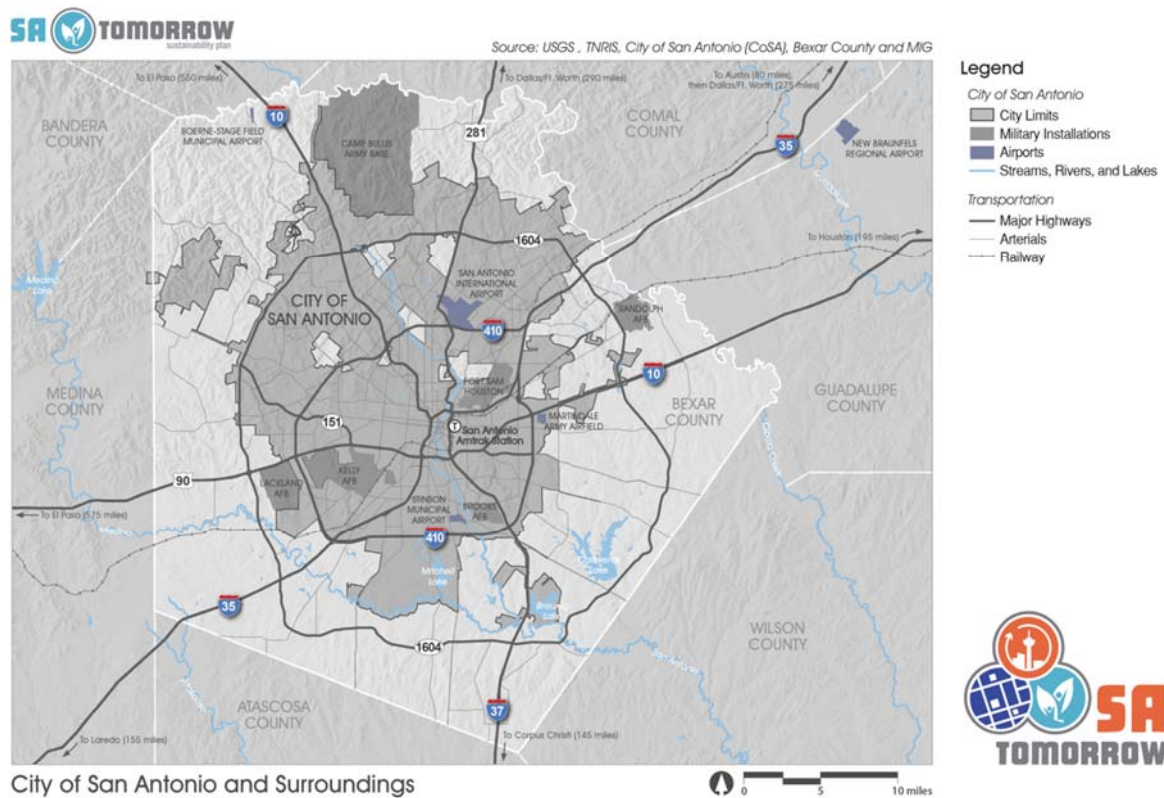 SA TOMORROW
sustainability plan
Source: USGS , TNRIS, City of San Antonio (CoSA), Bexar County and MIG
To El Paso (550 miles)
To Dallas/Ft. Worth (290 miles)
To Austin (80 miles),
then Dallas/Ft. Worth (275 miles)
BANDERA
COUNTY
10
BOERNE-STAGE FIELD
MUNICIPAL AIRPORT
CAMP BULLIS
ARMY BASE
281
COMAL
COUNTY
35
NEW BRAUNFELS
REGIONAL AIRPORT
1604
To Houston (195 miles)
Medina
Lake
SAN ANTONIO
INTERNATIONAL
AIRPORT
CITY OF
SAN ANTONIO
410
RANDOLPH
AFB
10
MEDINA
COUNTY
FORT SAM
HOUSTON
BEXAR
COUNTY
GUADALUPE
COUNTY
151
San Antonio
Amtrak Station
T
MARTINDALE
ARMY AIRFIELD
90
LACKLAND
AFB
KELLY
AFB
STINSON
MUNICIPAL
AIRPORT
BROOKS
AFB
To El Paso (575 miles)
410
Mitchell
Lake
Lake
35
1604
WILSON
COUNTY
ATASCOSA
COUNTY
37
To Laredo (155 miles)
To Corpus Christi (145 miles)
City of San Antonio and Surroundings
0 5 10 miles
Legend
City of San Antonio
City Limits
Military Installations
Airports
Streams, Rivers, and Lakes
Transportation
Major Highways
Arterials
Railway
SA
TOMORROW